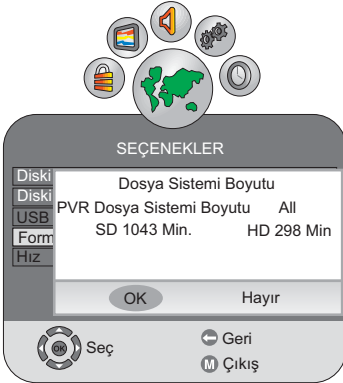 SEÇENEKLER
Diski
Diski
USB
Form
Hız
Dosya Sistemi Boyutu
PVR Dosya Sistemi Boyutu All
SD 1043 Min. HD 298 Min
OK Hayır
OK Seç
Geri
M Çıkış